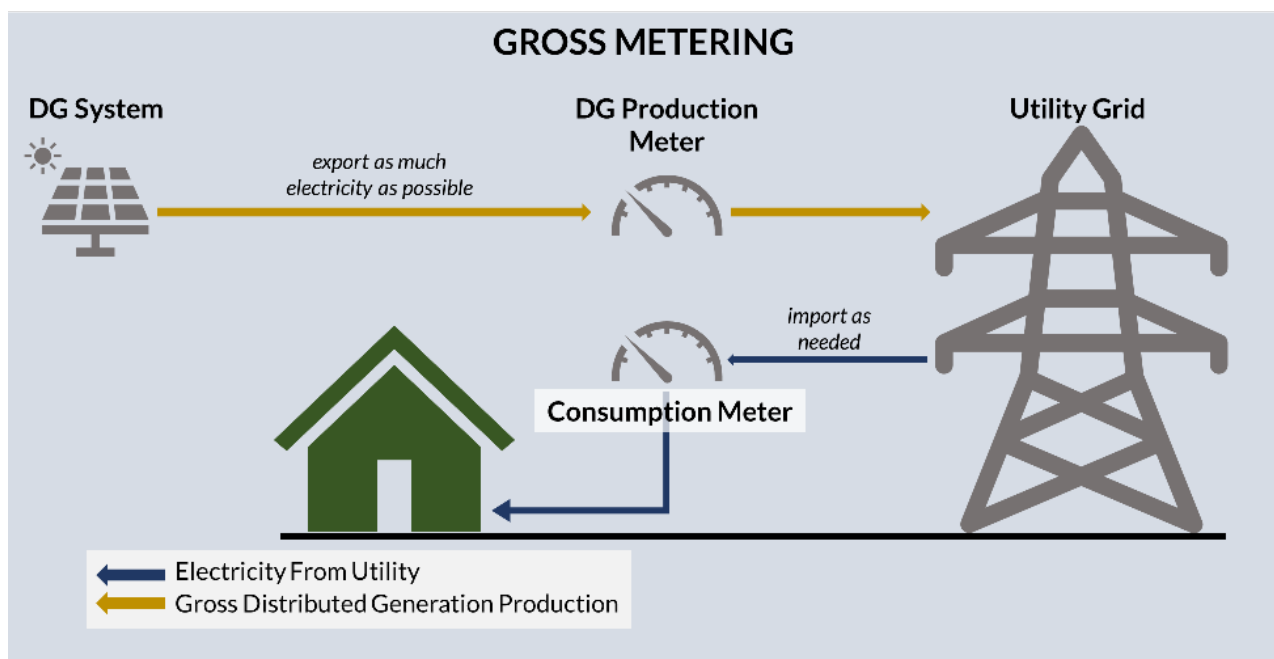 GROSS METERING
DG System
DG Production
Meter
Utility Grid
export as much
electricity as possible
import as
needed
Consumption Meter
Electricity From Utility
Gross Distributed Generation Production